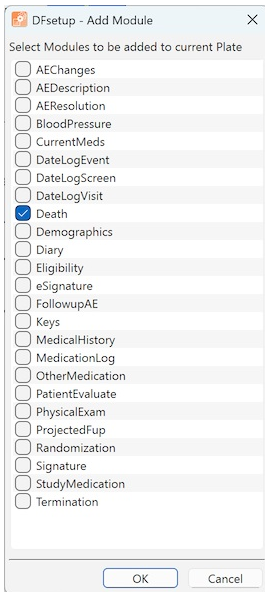 DFsetup - Add Module
Select Modules to be added to current Plate
AEChanges
AEDescription
AEResolution
BloodPressure
CurrentMeds
DateLogEvent
DateLogScreen
DateLogVisit
Death
Demographics
Diary
Eligibility
eSignature
FollowupAE
Keys
MedicalHistory
MedicationLog
OtherMedication
PatientEvaluate
PhysicalExam
ProjectedFup
Randomization
Signature
StudyMedication
Termination
OK Cancel